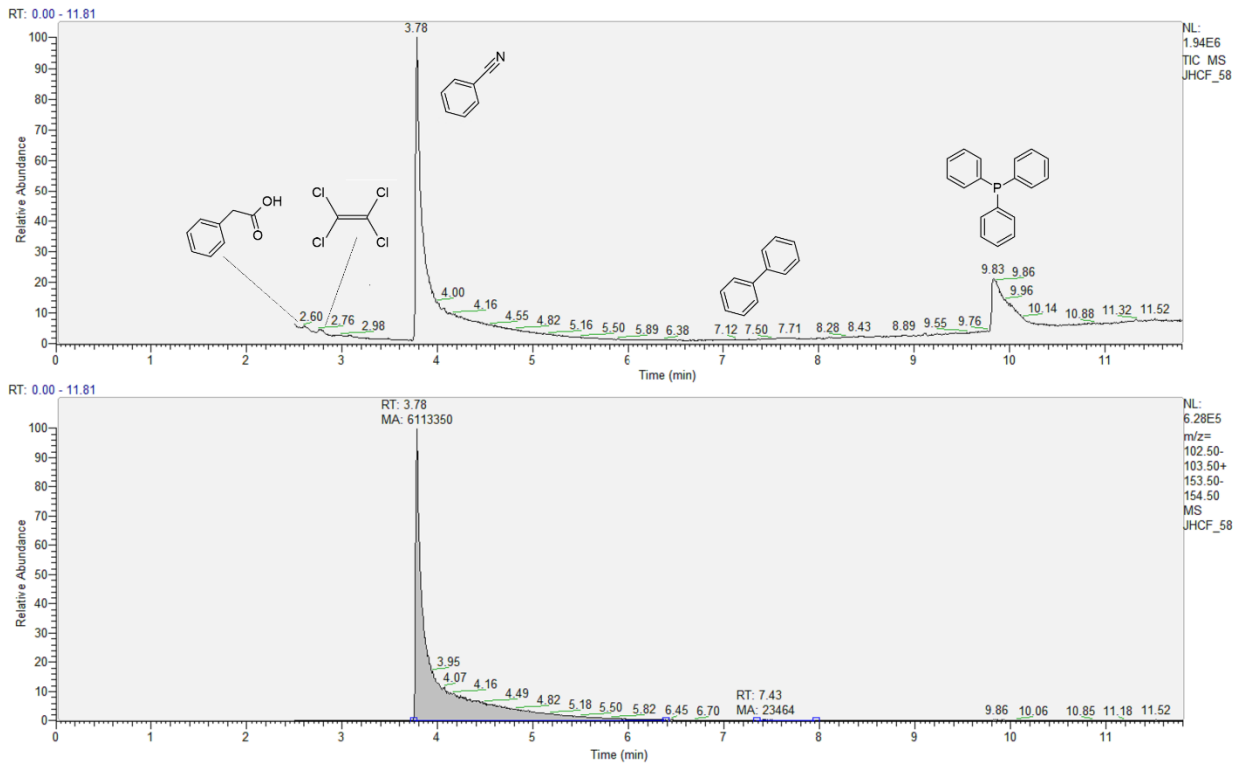 RT: 0.00 - 11.81
3.78
NL:
1.94E6
TIC MS
JHCF_58
100
90
80
70
60
50
40
30
20
10
0
Relative Abundance
N
OH
O
Cl
Cl
Cl
Cl
P
2.60
2.76
2.98
4.00
4.16
4.55
4.82
5.16
5.50
5.89
6.38
7.12
7.50
7.71
8.28
8.43
8.89
9.55
9.76
9.83
9.86
9.96
10.14
10.88
11.32
11.52
0 1 2 3 4 5 6 7 8 9 10 11
Time (min)
RT: 0.00 - 11.81
RT: 3.78
MA: 6113350
NL:
6.28E5
m/z=
102.50-
103.50+
153.50-
154.50
MS
JHCF_58
100
90
80
70
60
50
40
30
20
10
0
Relative Abundance
3.95
4.07
4.16
4.49
4.82
5.18
5.50
5.82
6.45
6.70
RT: 7.43
MA: 23464
9.86
10.06
10.85
11.18
11.52
0 1 2 3 4 5 6 7 8 9 10 11
Time (min)